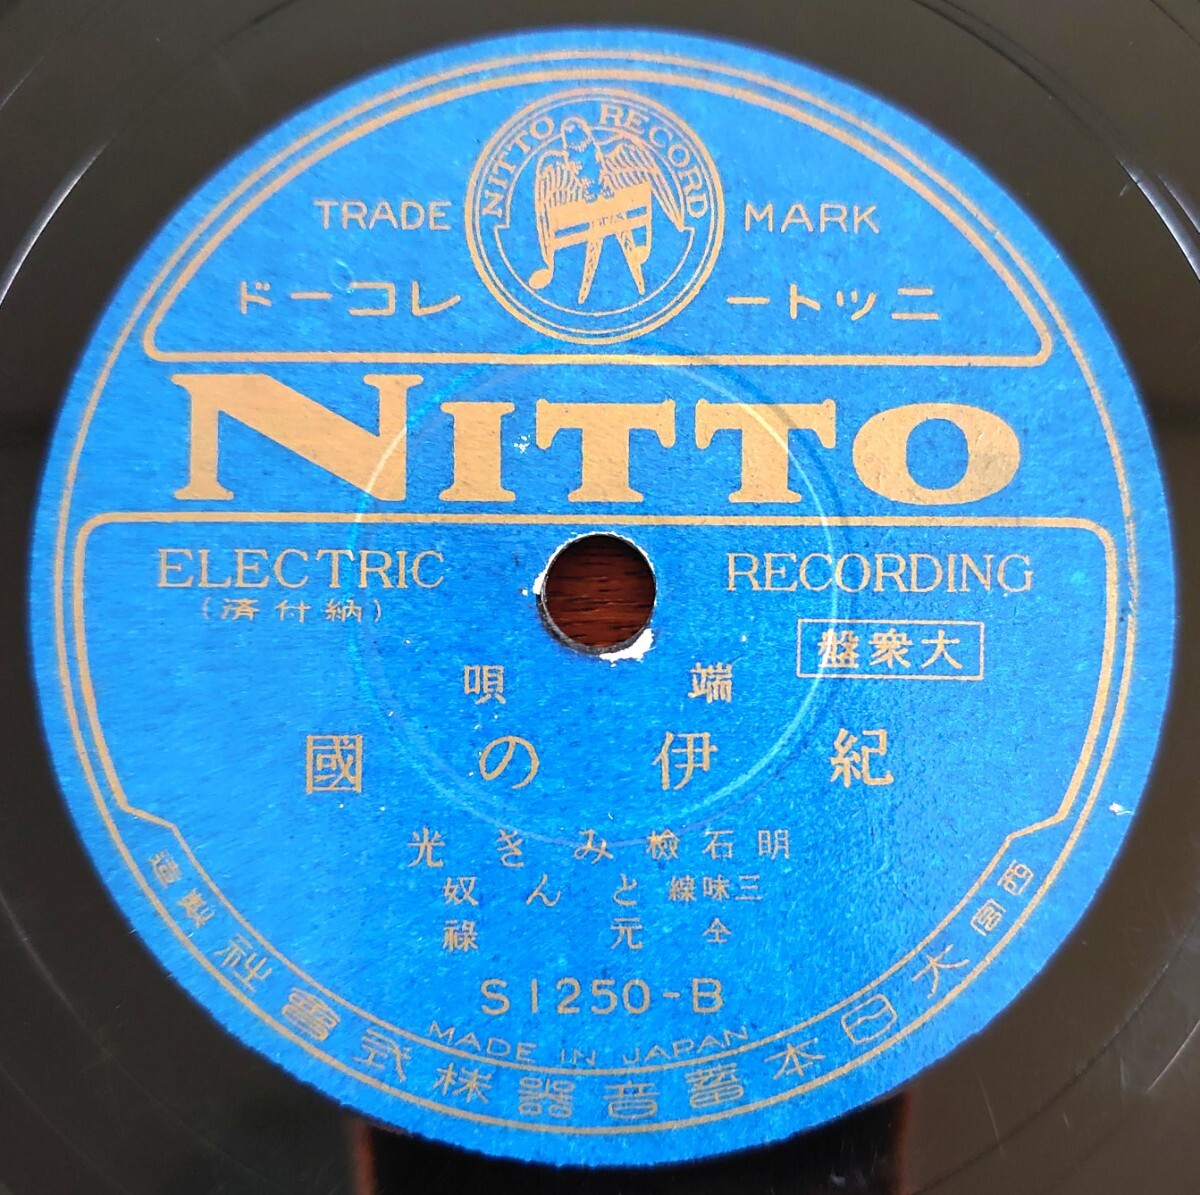 NITTO RECORD
TRADE MARK
ニットーレコード
NITTO
ELECTRIC RECORDING
(納付済)
大衆盤
端唄
紀伊の國
明石檢 みき光
三味線 とん奴
仝 元祿
S1250-B
MADE IN JAPAN
西宮 大日本蓄音器株式會社製造